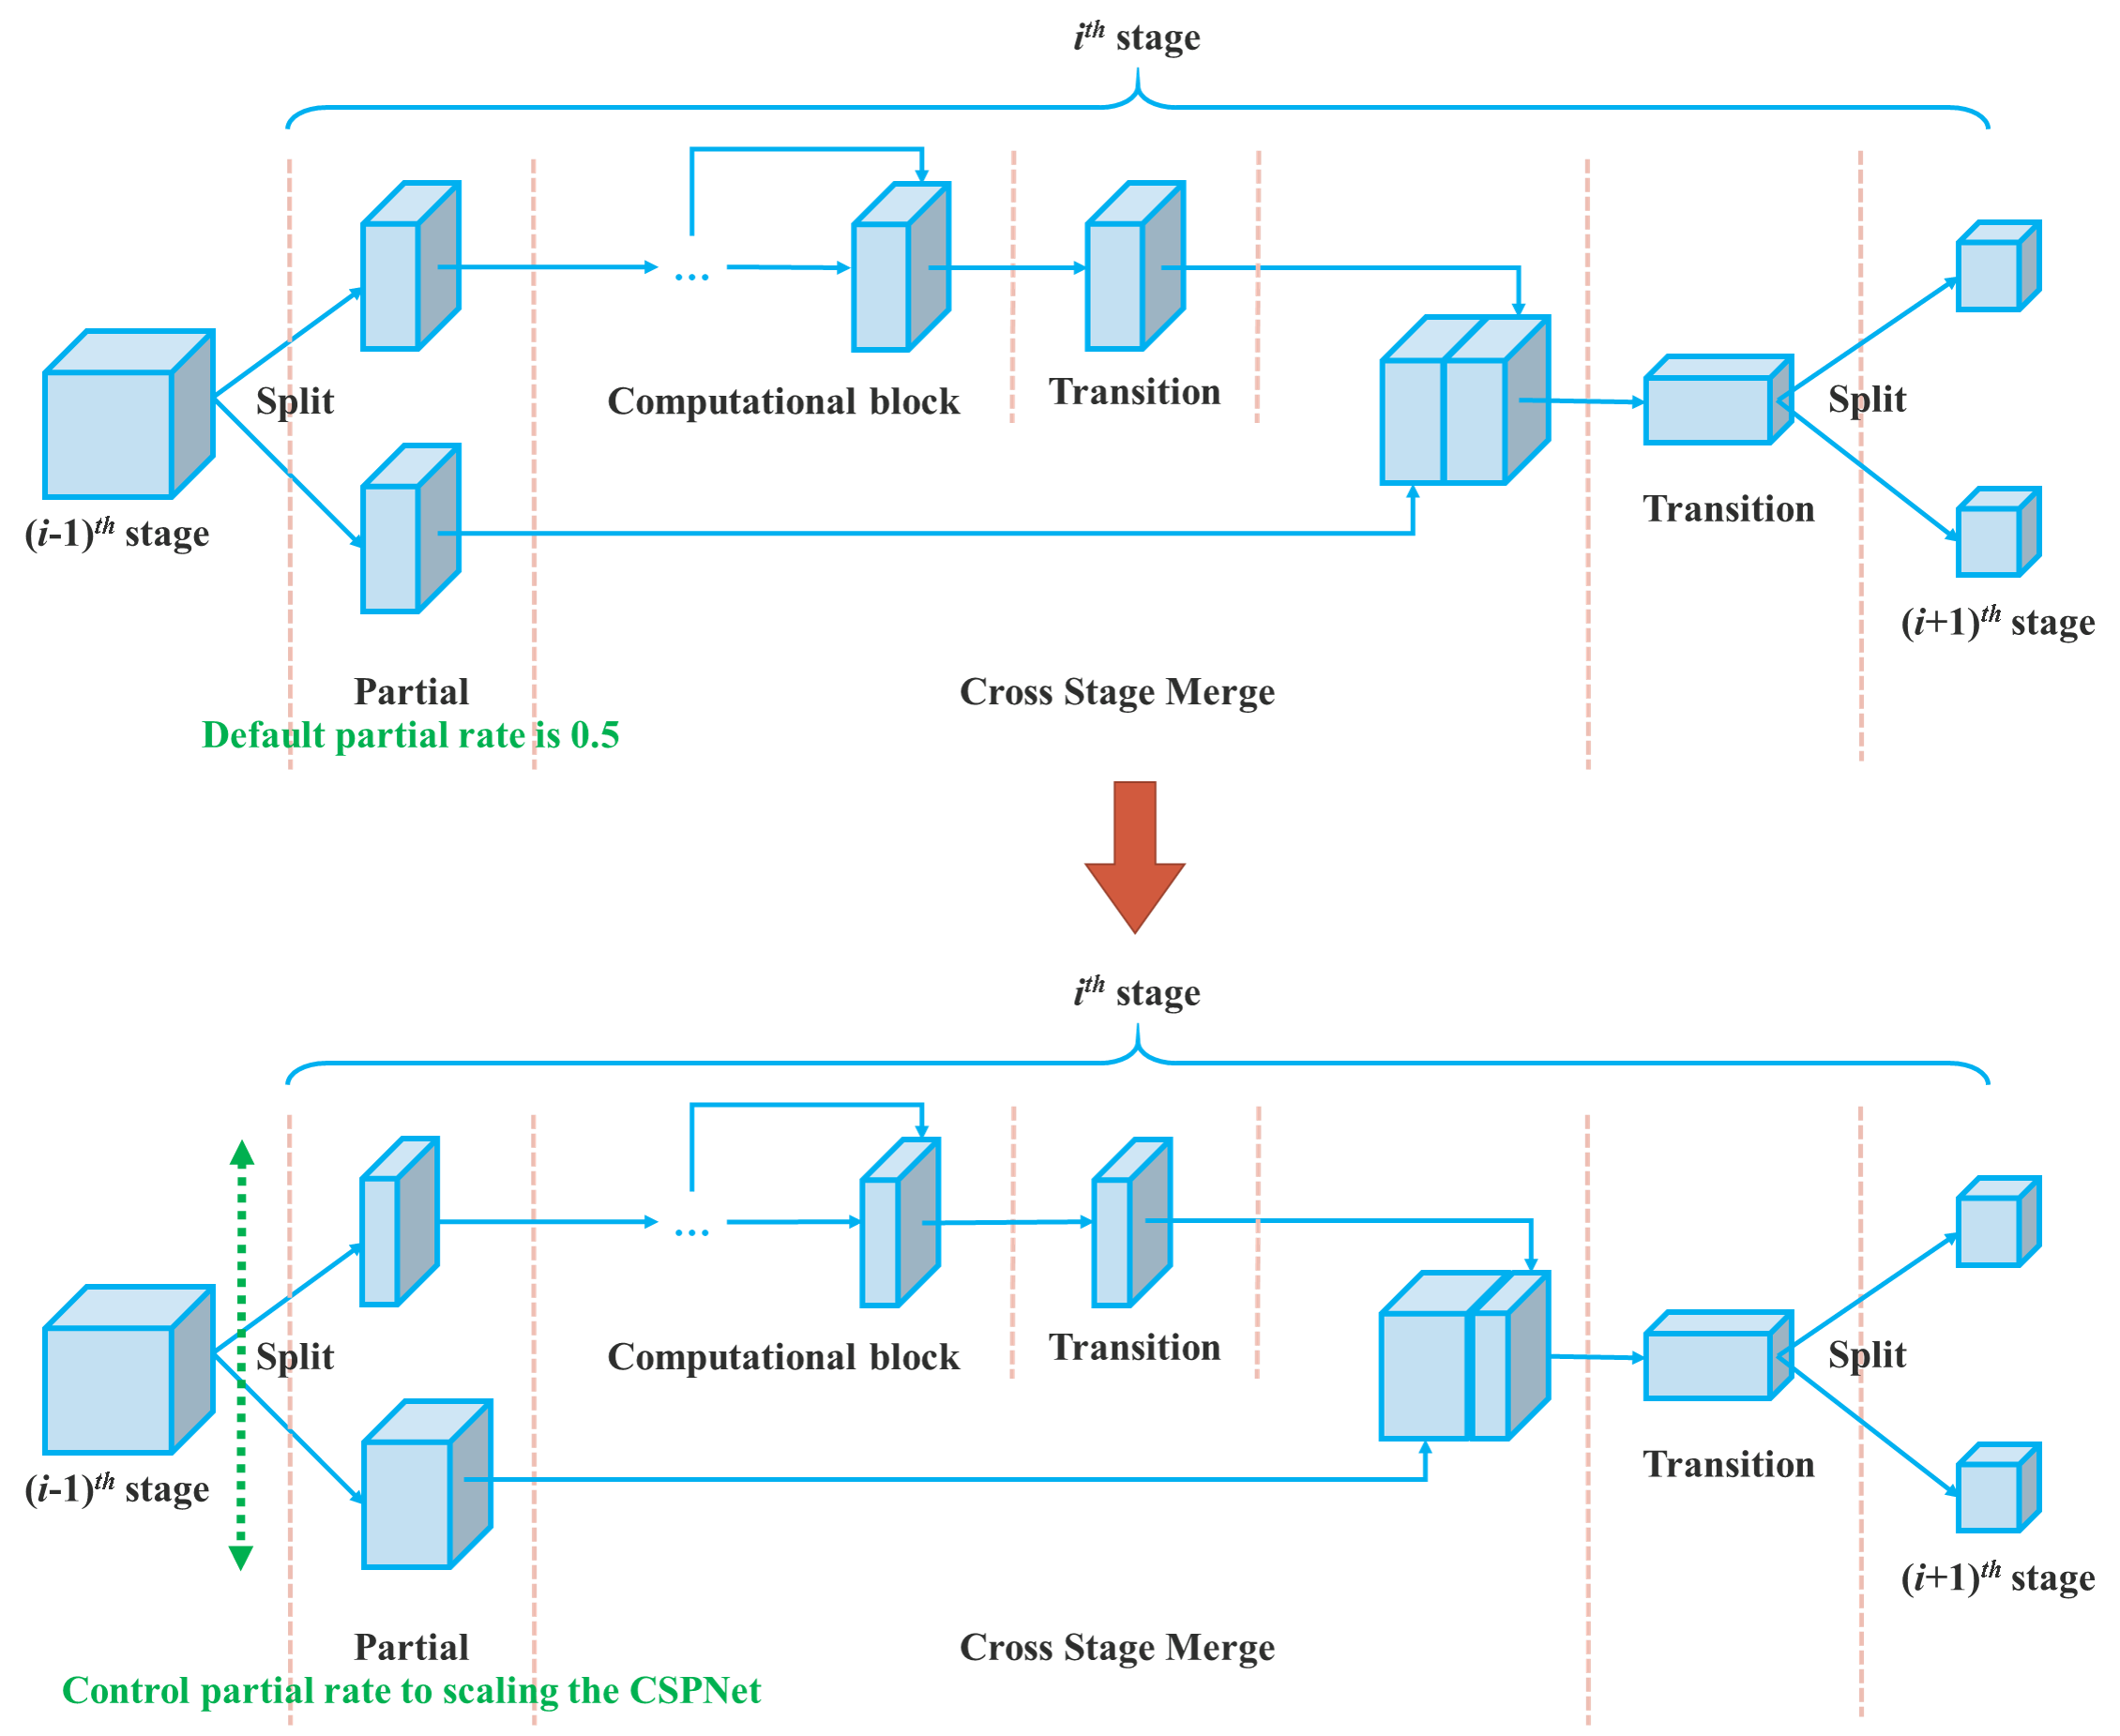 i^th stage
Split
Computational block
Transition
Split
Transition
(i-1)^th stage
(i+1)^th stage
Partial
Cross Stage Merge
Default partial rate is 0.5
i^th stage
...
Split
Computational block
Transition
Split
Transition
(i-1)^th stage
(i+1)^th stage
Partial
Cross Stage Merge
Control partial rate to scaling the CSPNet